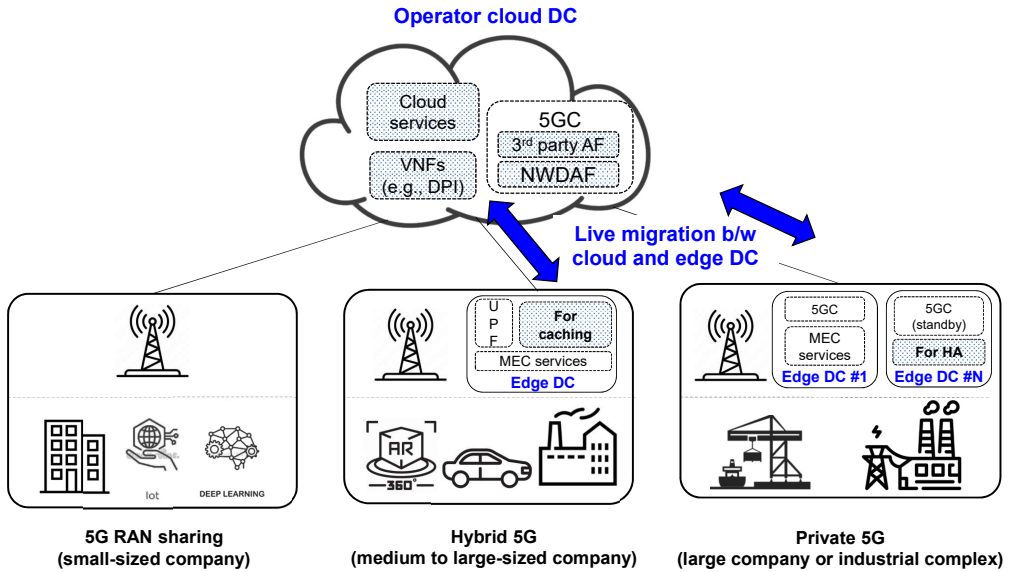 Operator cloud DC
Cloud
services
VNFs
(e.g., DPI)
5GC
3rd party AF
NWDAF
Live migration b/w
cloud and edge DC
U
P
F
For
caching
MEC services
Edge DC
5GC
MEC
services
Edge DC #1
5GC
(standby)
For HA
Edge DC #N
Iot
DEEP LEARNING
AR
360°
5G RAN sharing
(small-sized company)
Hybrid 5G
(medium to large-sized company)
Private 5G
(large company or industrial complex)